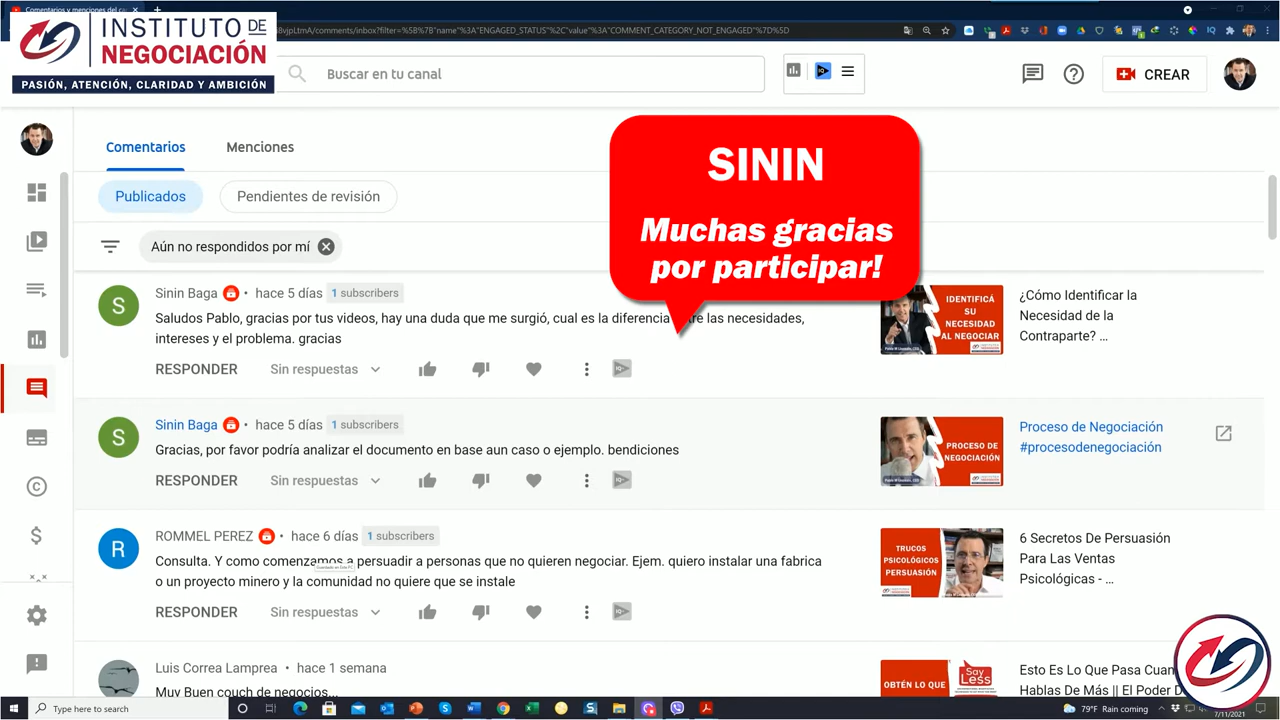 Comentarios y menciones del ca
INSTITUTO DE
NEGOCIACIÓN
PASIÓN, ATENCIÓN, CLARIDAD Y AMBICIÓN
Buscar en tu canal
CREAR
Comentarios
Menciones
Publicados
Pendientes de revisión
Aún no respondidos por mí
SININ
Muchas gracias
por participar!
Sinin Baga • hace 5 días 1 subscribers
Saludos Pablo, gracias por tus videos, hay una duda que me surgió, cual es la diferencia entre las necesidades,
intereses y el problema. gracias
RESPONDER Sin respuestas
IDENTIFICÁ
SU
NECESIDAD
AL NEGOCIAR
¿Cómo Identificar la
Necesidad de la
Contraparte? ...
Sinin Baga • hace 5 días 1 subscribers
Gracias, por favor podría analizar el documento en base aun caso o ejemplo. bendiciones
RESPONDER Sin respuestas
PROCESO DE
NEGOCIACIÓN
Proceso de Negociación
#procesodenegociación
ROMMEL PEREZ • hace 6 días 1 subscribers
Consulta. Y como comenzamos a persuadir a personas que no quieren negociar. Ejem. quiero instalar una fabrica
o un proyecto minero y la comunidad no quiere que se instale
RESPONDER Sin respuestas
TRUCOS
PSICOLÓGICOS
PERSUASIÓN
6 Secretos De Persuasión
Para Las Ventas
Psicológicas - ...
Luis Correa Lamprea • hace 1 semana
Muy Buen couch de negocios...
OBTÉN LO QUE
Say
Less
Esto Es Lo Que Pasa Cuan
Hablas De Más || El Poder D
Type here to search
79°F Rain coming
7/11/2021